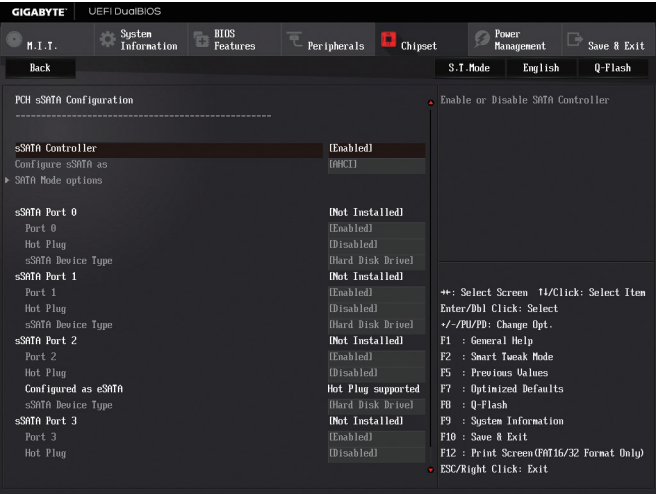 GIGABYTE™ UEFI DualBIOS
M.I.T. System Information BIOS Features Peripherals Chipset Power Management Save & Exit
Back S.T.Mode English Q-Flash
PCH sSATA Configuration
----------------------------------------------------
sSATA Controller [Enabled]
Configure sSATA as [AHCI]
SATA Mode options
sSATA Port 0 [Not Installed]
Port 0 [Enabled]
Hot Plug [Disabled]
sSATA Device Type [Hard Disk Drive]
sSATA Port 1 [Not Installed]
Port 1 [Enabled]
Hot Plug [Disabled]
sSATA Device Type [Hard Disk Drive]
sSATA Port 2 [Not Installed]
Port 2 [Enabled]
Hot Plug [Disabled]
Configured as eSATA Hot Plug supported
sSATA Device Type [Hard Disk Drive]
sSATA Port 3 [Not Installed]
Port 3 [Enabled]
Hot Plug [Disabled]
Enable or Disable SATA Controller
→←: Select Screen ↑↓/Click: Select Item
Enter/Dbl Click: Select
+/-/PU/PD: Change Opt.
F1 : General Help
F2 : Smart Tweak Mode
F5 : Previous Values
F7 : Optimized Defaults
F8 : Q-Flash
F9 : System Information
F10 : Save & Exit
F12 : Print Screen(FAT16/32 Format Only)
ESC/Right Click: Exit